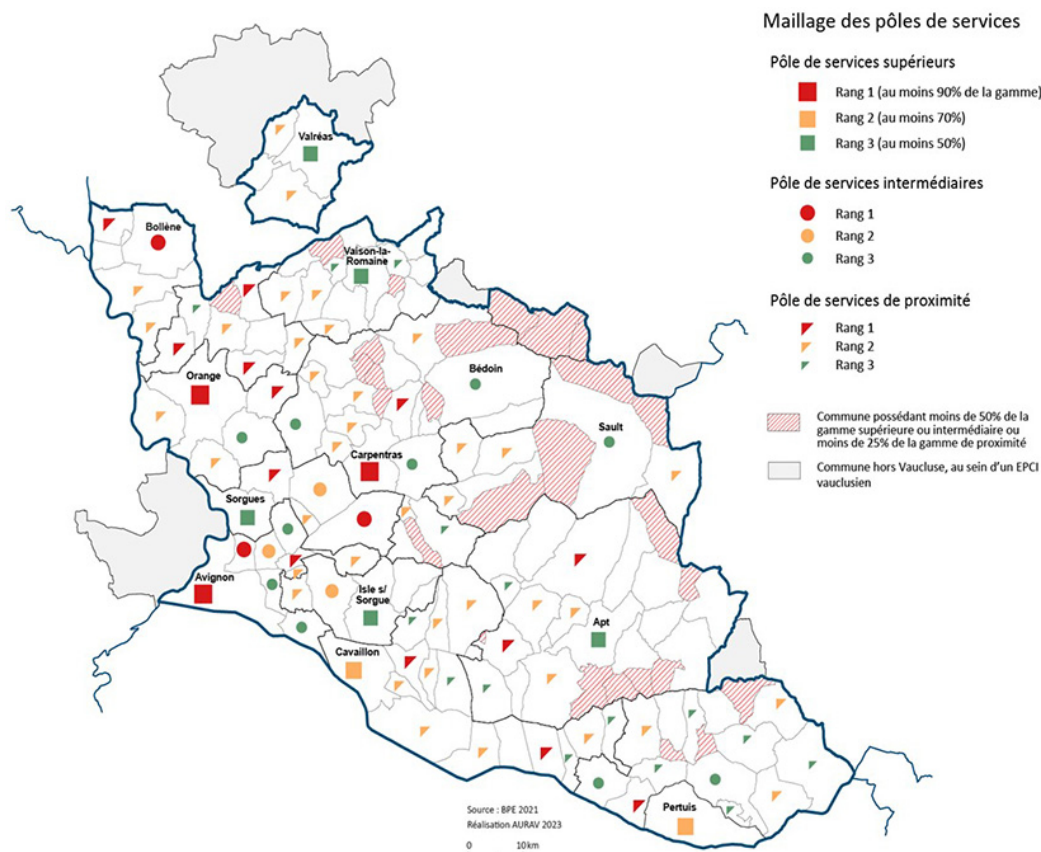 Maillage des pôles de services
Pôle de services supérieurs
Rang 1 (au moins 90% de la gamme)
Rang 2 (au moins 70%)
Rang 3 (au moins 50%)
Pôle de services intermédiaires
Rang 1
Rang 2
Rang 3
Pôle de services de proximité
Rang 1
Rang 2
Rang 3
Commune possédant moins de 50% de la
gamme supérieure ou intermédiaire ou
moins de 25% de la gamme de proximité
Commune hors Vaucluse, au sein d'un EPCI
vauclusien
Valréas
Bollène
Vaison-la-
Romaine
Orange
Bédoin
Sault
Carpentras
Sorgues
Avignon
Isle s/
Sorgue
Apt
Cavaillon
Pertuis
Source : BPE 2021
Réalisation AURAV 2023
0 10 km